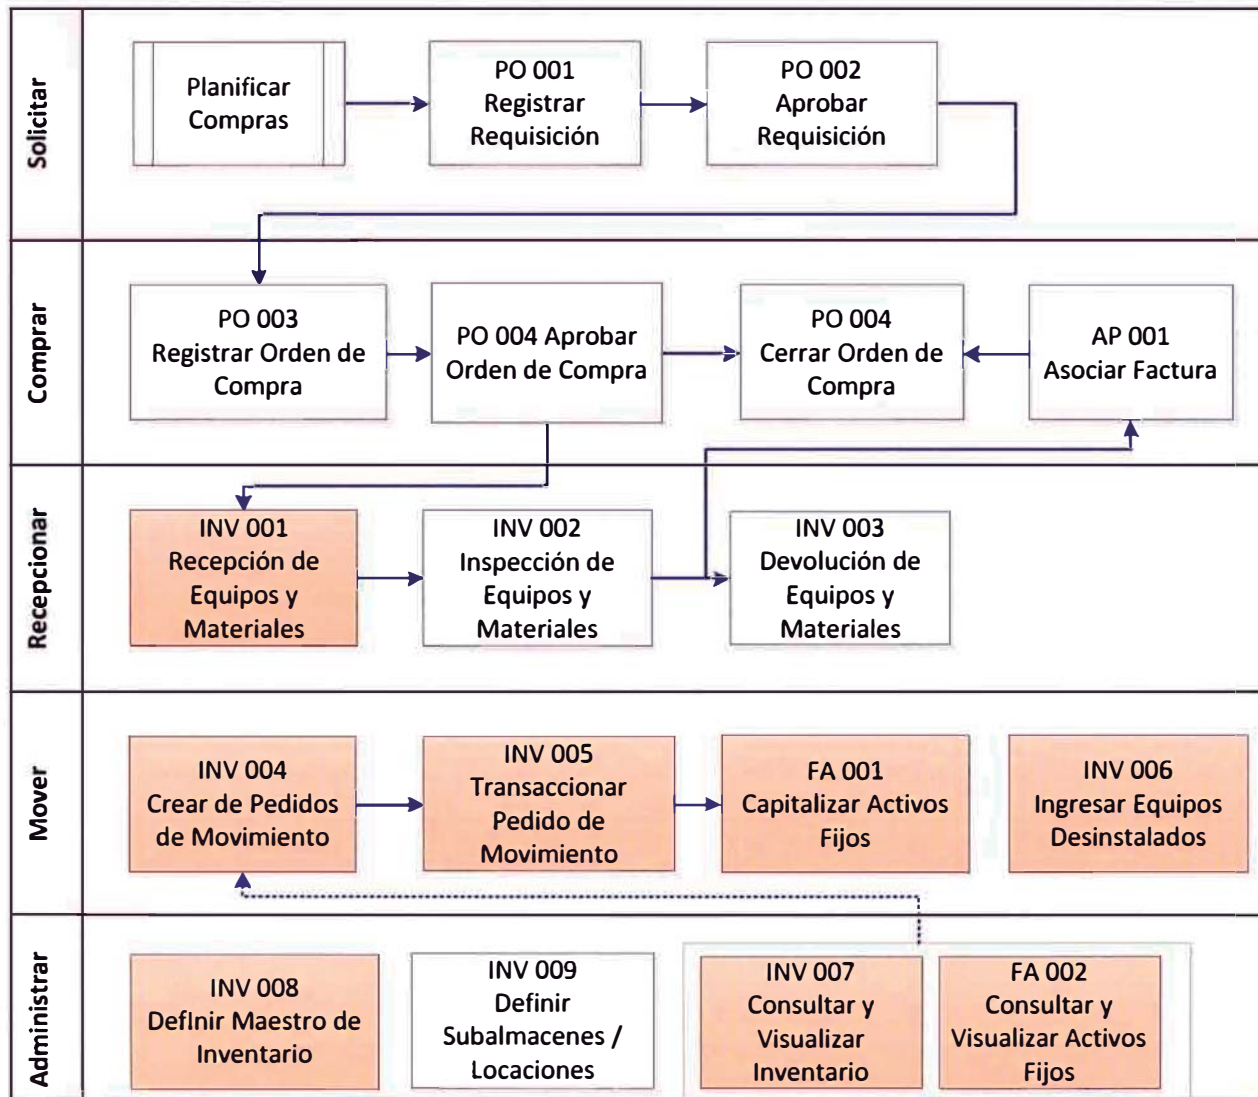 Solicitar
Planificar
Compras
PO 001
Registrar
Requisición
PO 002
Aprobar
Requisición
Comprar
PO 003
Registrar Orden de
Compra
PO 004 Aprobar
Orden de Compra
PO 004
Cerrar Orden de
Compra
AP 001
Asociar Factura
Recepcionar
INV 001
Recepción de
Equipos y
Materiales
INV 002
Inspección de
Equipos y
Materiales
INV 003
Devolución de
Equipos y
Materiales
Mover
INV 004
Crear de Pedidos
de Movimiento
INV 005
Transaccionar
Pedido de
Movimiento
FA 001
Capitalizar Activos
Fijos
INV 006
Ingresar Equipos
Desinstalados
Administrar
INV 008
Definir Maestro de
Inventario
INV 009
Definir
Subalmacenes /
Locaciones
INV 007
Consultar y
Visualizar
Inventario
FA 002
Consultar y
Visualizar Activos
Fijos